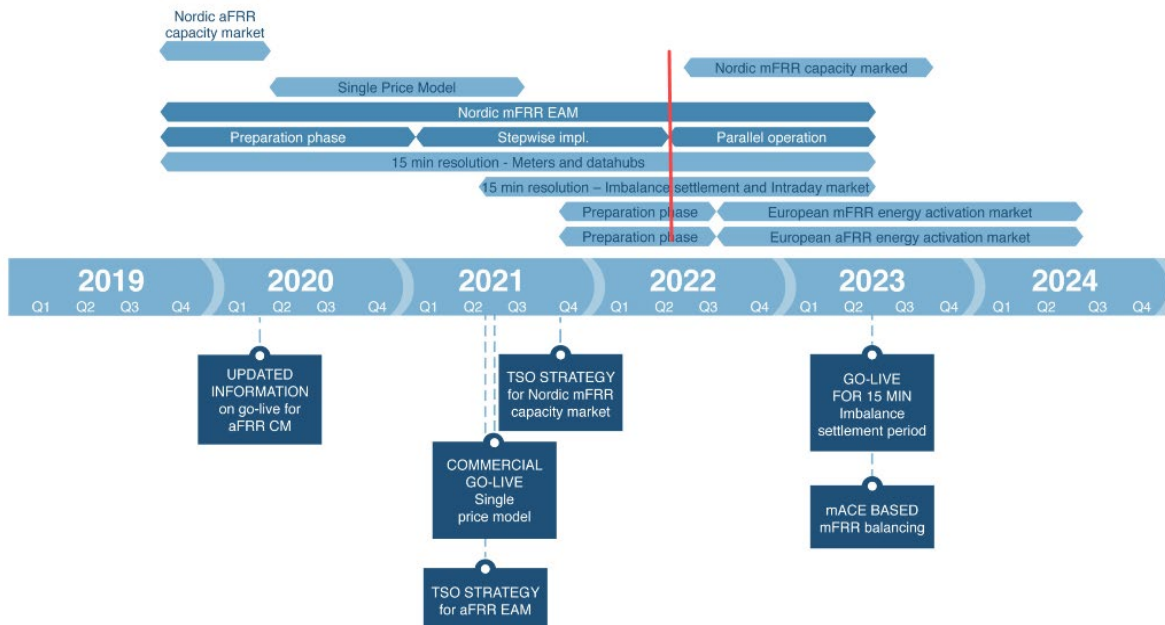 Nordic aFRR
capacity market
Nordic mFRR capacity marked
Single Price Model
Nordic mFRR EAM
Preparation phase
Stepwise impl.
Parallel operation
15 min resolution - Meters and datahubs
15 min resolution – Imbalance settlement and Intraday market
Preparation phase
European mFRR energy activation market
Preparation phase
European aFRR energy activation market
2019
2020
2021
2022
2023
2024
Q1 Q2 Q3 Q4
Q1 Q2 Q3 Q4
Q1 Q2 Q3 Q4
Q1 Q2 Q3 Q4
Q1 Q2 Q3 Q4
Q1 Q2 Q3 Q4
UPDATED
INFORMATION
on go-live for
aFRR CM
TSO STRATEGY
for Nordic mFRR
capacity market
GO-LIVE
FOR 15 MIN
Imbalance
settlement period
COMMERCIAL
GO-LIVE
Single
price model
mACE BASED
mFRR balancing
TSO STRATEGY
for aFRR EAM